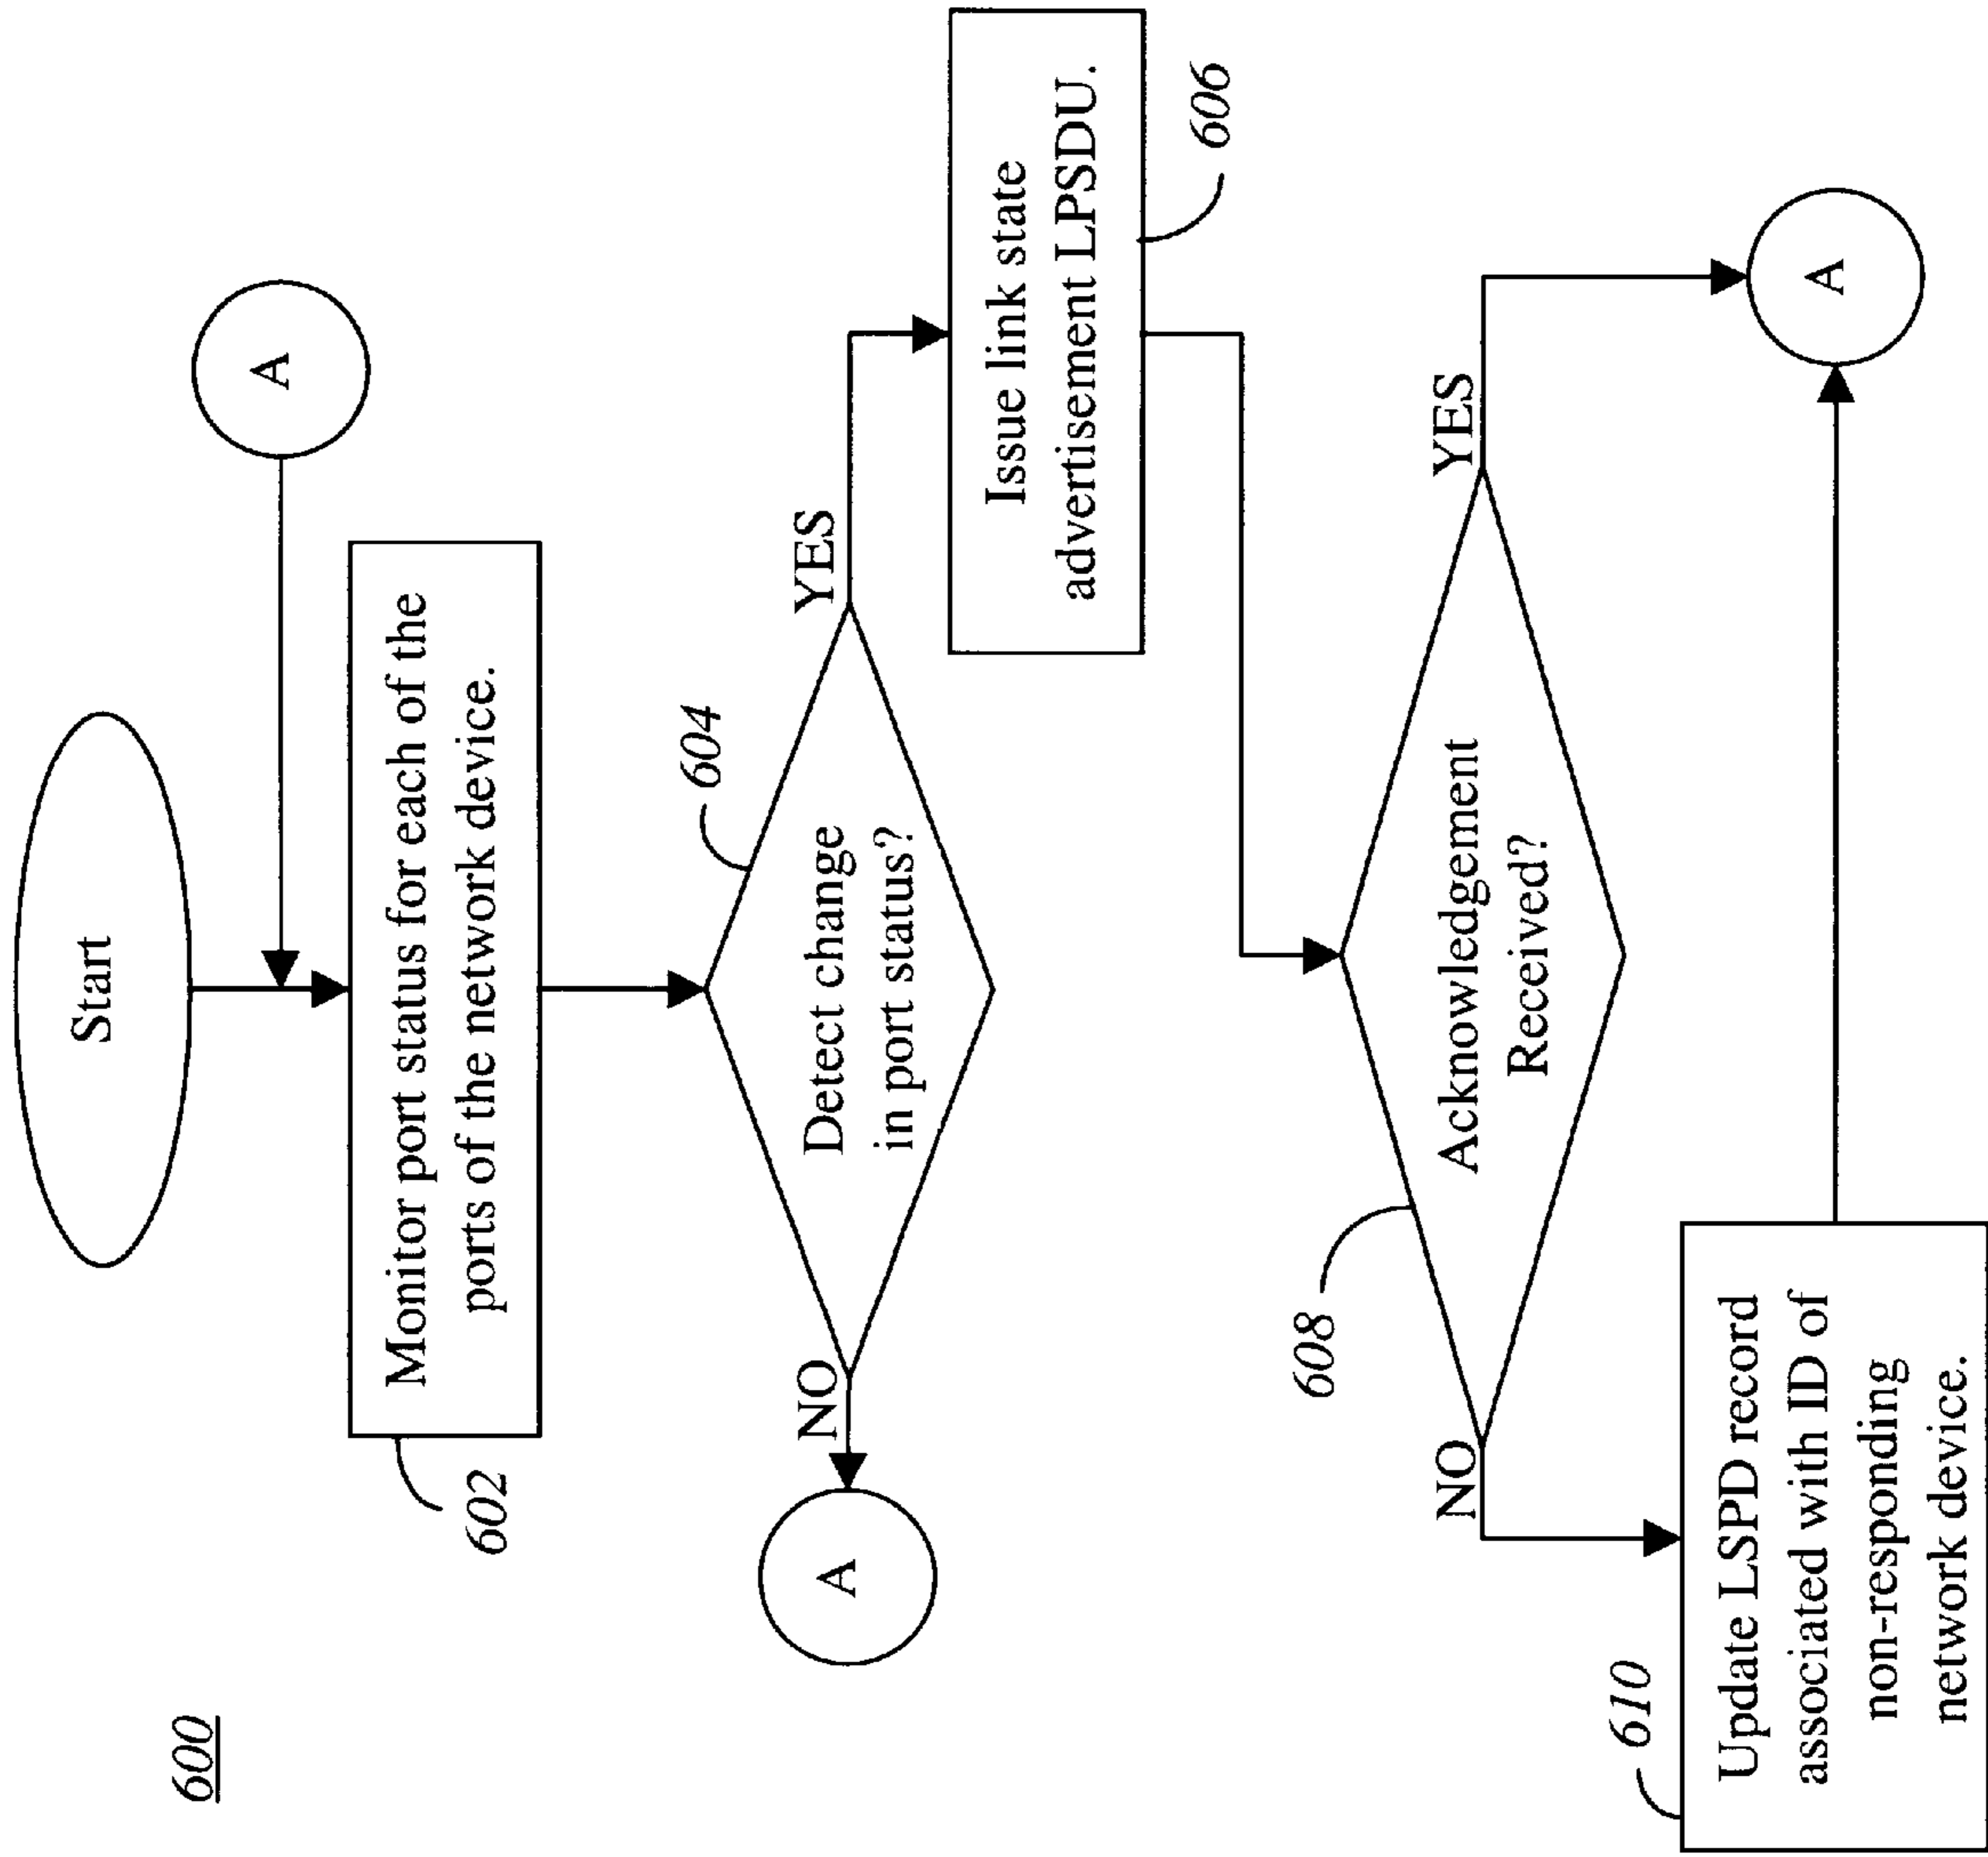 600
Start
A
Monitor port status for each of the
ports of the network device.
602
604
Detect change
in port status?
NO
YES
A
Issue link state
advertisement LPSDU.
606
608
Acknowledgement
Received?
NO
YES
610
Update LSPD record
associated with ID of
non-responding
network device.
A